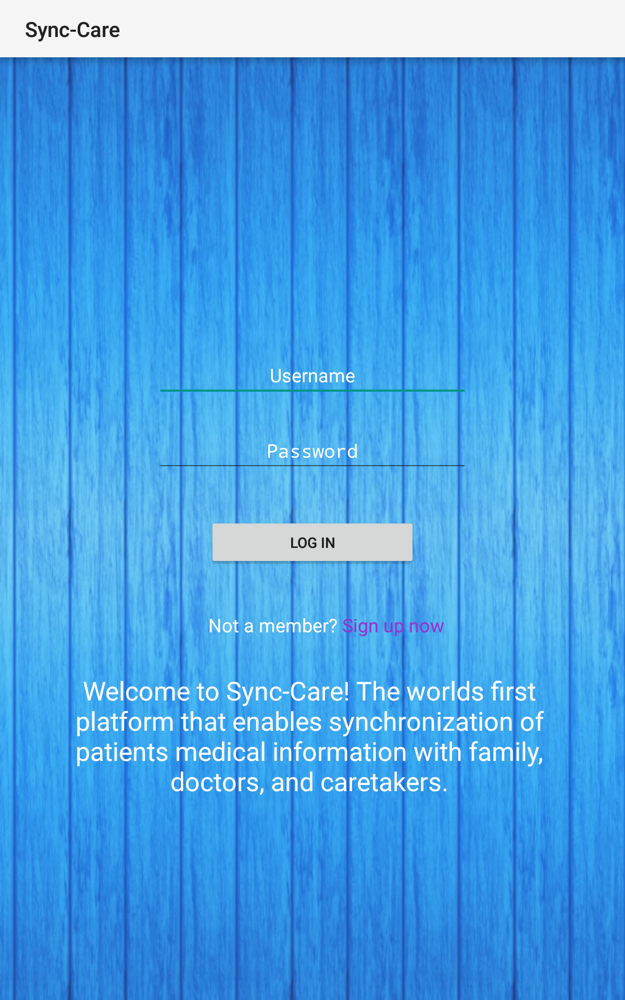 Sync-Care
Username
Password
LOG IN
Not a member? Sign up now
Welcome to Sync-Care! The worlds first
platform that enables synchronization of
patients medical information with family,
doctors, and caretakers.